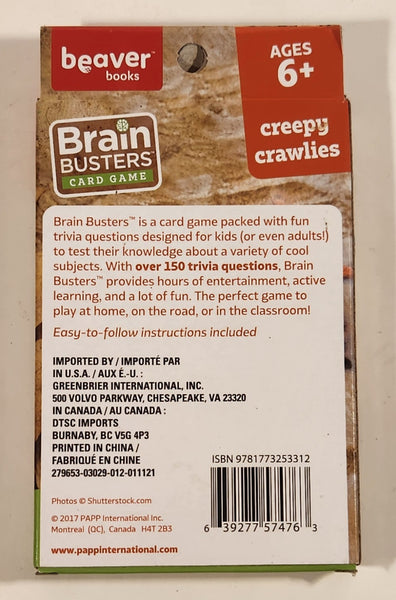 beaver™
books
AGES
6+
creepy
crawlies
Brain
BUSTERS™
CARD GAME
Brain Busters™ is a card game packed with fun
trivia questions designed for kids (or even adults!)
to test their knowledge about a variety of cool
subjects. With over 150 trivia questions, Brain
Busters™ provides hours of entertainment, active
learning, and a lot of fun. The perfect game to
play at home, on the road, or in the classroom!
Easy-to-follow instructions included
IMPORTED BY / IMPORTÉ PAR
IN U.S.A. / AUX É.-U. :
GREENBRIER INTERNATIONAL, INC.
500 VOLVO PARKWAY, CHESAPEAKE, VA 23320
IN CANADA / AU CANADA :
DTSC IMPORTS
BURNABY, BC V5G 4P3
PRINTED IN CHINA /
FABRIQUÉ EN CHINE
279653-03029-012-011121
ISBN 9781773253312
6 39277 57476 3
Photos © Shutterstock.com
© 2017 PAPP International Inc.
Montreal (QC), Canada H4T 2B3
www.pappinternational.com